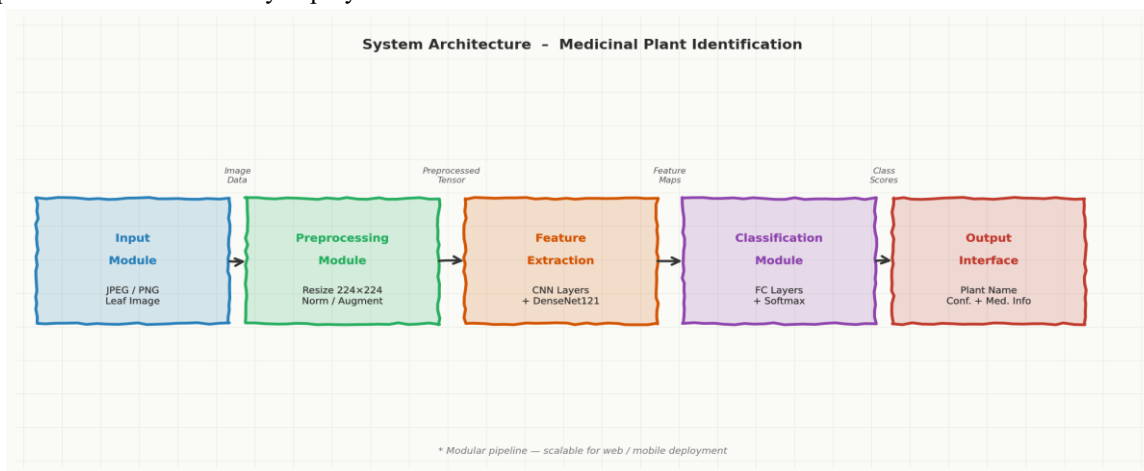 System Architecture – Medicinal Plant Identification
Image
Data
Preprocessed
Tensor
Feature
Maps
Class
Scores
Input
Module
JPEG / PNG
Leaf Image
Preprocessing
Module
Resize 224×224
Norm / Augment
Feature
Extraction
CNN Layers
+ DenseNet121
Classification
Module
FC Layers
+ Softmax
Output
Interface
Plant Name
Conf. + Med. Info
* Modular pipeline — scalable for web / mobile deployment